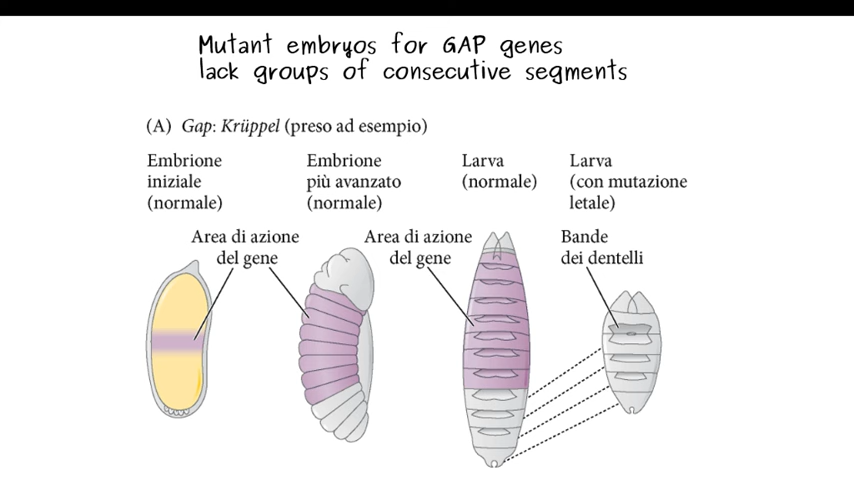 Mutant embryos for GAP genes
lack groups of consecutive segments
(A) Gap: Krüppel (preso ad esempio)
Embrione
iniziale
(normale)
Embrione
più avanzato
(normale)
Larva
(normale)
Larva
(con mutazione
letale)
Area di azione
del gene
Area di azione
del gene
Bande
dei dentelli